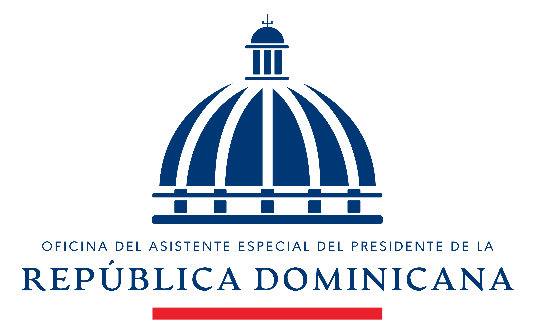 OFICINA DEL ASISTENTE ESPECIAL DEL PRESIDENTE DE LA
REPÚBLICA DOMINICANA